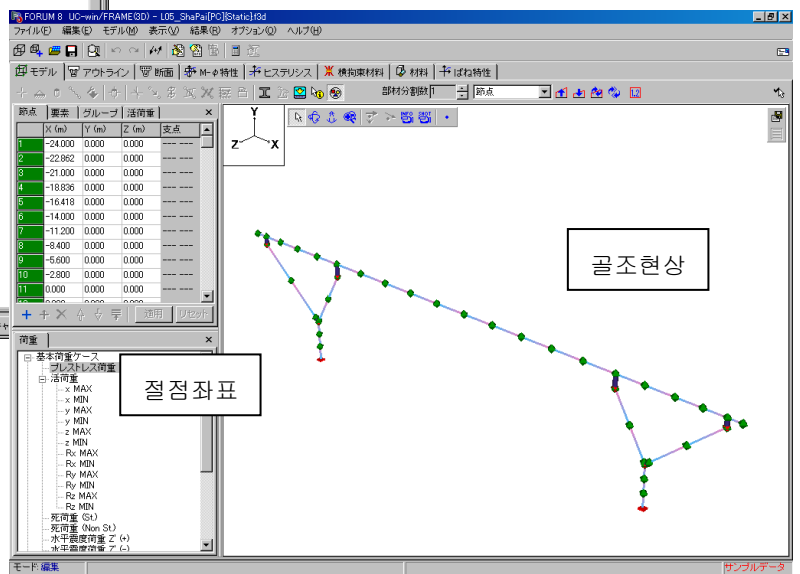 FORUM 8 UC-win/FRAME(3D) - L05_ShaPai[PC][Static].f3d
ファイル(F) 編集(E) モデル(M) 表示(V) 結果(R) オプション(O) ヘルプ(H)
モデル アウトライン 断面 M-φ特性 ヒステリシス 横拘束材料 材料 ばね特性
部材分割数 1 節点
節点 要素 グループ 活荷重
X (m) Y (m) Z (m) 支点
1 -24.000 0.000 0.000 --- ---
2 -22.862 0.000 0.000 --- ---
3 -21.000 0.000 0.000 --- ---
4 -18.836 0.000 0.000 --- ---
5 -16.418 0.000 0.000 --- ---
6 -14.000 0.000 0.000 --- ---
7 -11.200 0.000 0.000 --- ---
8 -8.400 0.000 0.000 --- ---
9 -5.600 0.000 0.000 --- ---
10 -2.800 0.000 0.000 --- ---
11 0.000 0.000 0.000 --- ---
適用 リセット
Y
Z X
골조현상
荷重
基本荷重ケース
プレストレス荷重
活荷重
x MAX
x MIN
y MAX
y MIN
z MAX
z MIN
Rx MAX
Rx MIN
Ry MAX
Ry MIN
Rz MAX
Rz MIN
死荷重 (St.)
死荷重 (Non St.)
水平震度荷重 Z' (+)
水平震度荷重 Z' (-)
절점좌표
モード: 編集
サンプルデータ